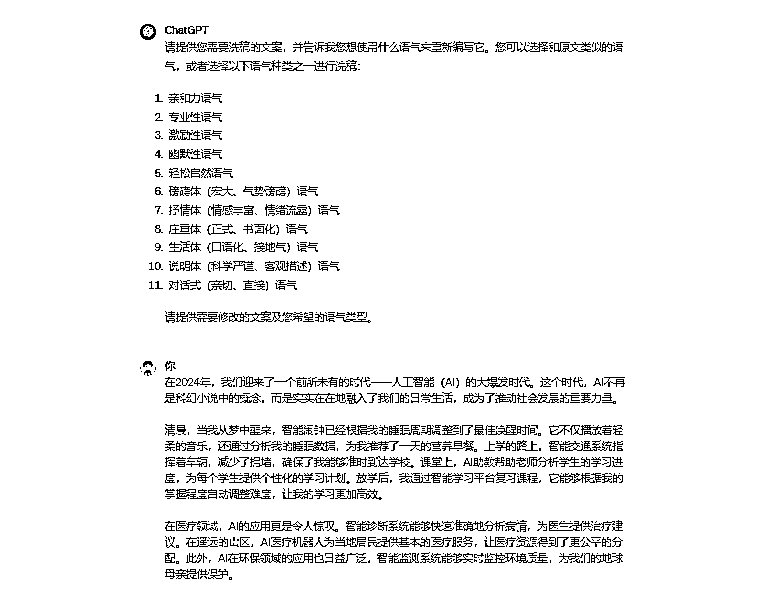 ChatGPT
请提供您需要洗稿的文案，并告诉我您想使用什么语气来重新编写它。您可以选择和原文类似的语
气，或者选择以下语气种类之一进行洗稿：
1. 亲和力语气
2. 专业性语气
3. 激励性语气
4. 幽默性语气
5. 轻松自然语气
6. 磅礴体（宏大、气势磅礴）语气
7. 抒情体（情感丰富、情绪流露）语气
8. 庄重体（正式、书面化）语气
9. 生活体（口语化、接地气）语气
10. 说明体（科学严谨、客观描述）语气
11. 对话式（亲切、直接）语气
请提供需要修改的文案及您希望的语气类型。
你
在2024年，我们迎来了一个前所未有的时代——人工智能（AI）的大爆发时代。这个时代，AI不再
是科幻小说中的概念，而是实实在在地融入了我们的日常生活，成为了推动社会发展的重要力量。
清晨，当我从梦中醒来，智能闹钟已经根据我的睡眠周期调整到了最佳唤醒时间。它不仅播放着轻
柔的音乐，还通过分析我的睡眠数据，为我推荐了一天的营养早餐。上学的路上，智能交通系统指
挥着车辆，减少了拥堵，确保了我能够准时到达学校。课堂上，AI助教帮助老师分析学生的学习进
度，为每个学生提供个性化的学习计划。放学后，我通过智能学习平台复习课程，它能够根据我的
掌握程度自动调整难度，让我的学习更加高效。
在医疗领域，AI的应用更是令人惊叹。智能诊断系统能够快速准确地分析病情，为医生提供治疗建
议。在遥远的山区，AI医疗机器人为当地居民提供基本的医疗服务，让医疗资源得到了更公平的分
配。此外，AI在环保领域的应用也日益广泛，智能监测系统能够实时监控环境质量，为我们的地球
母亲提供保护。